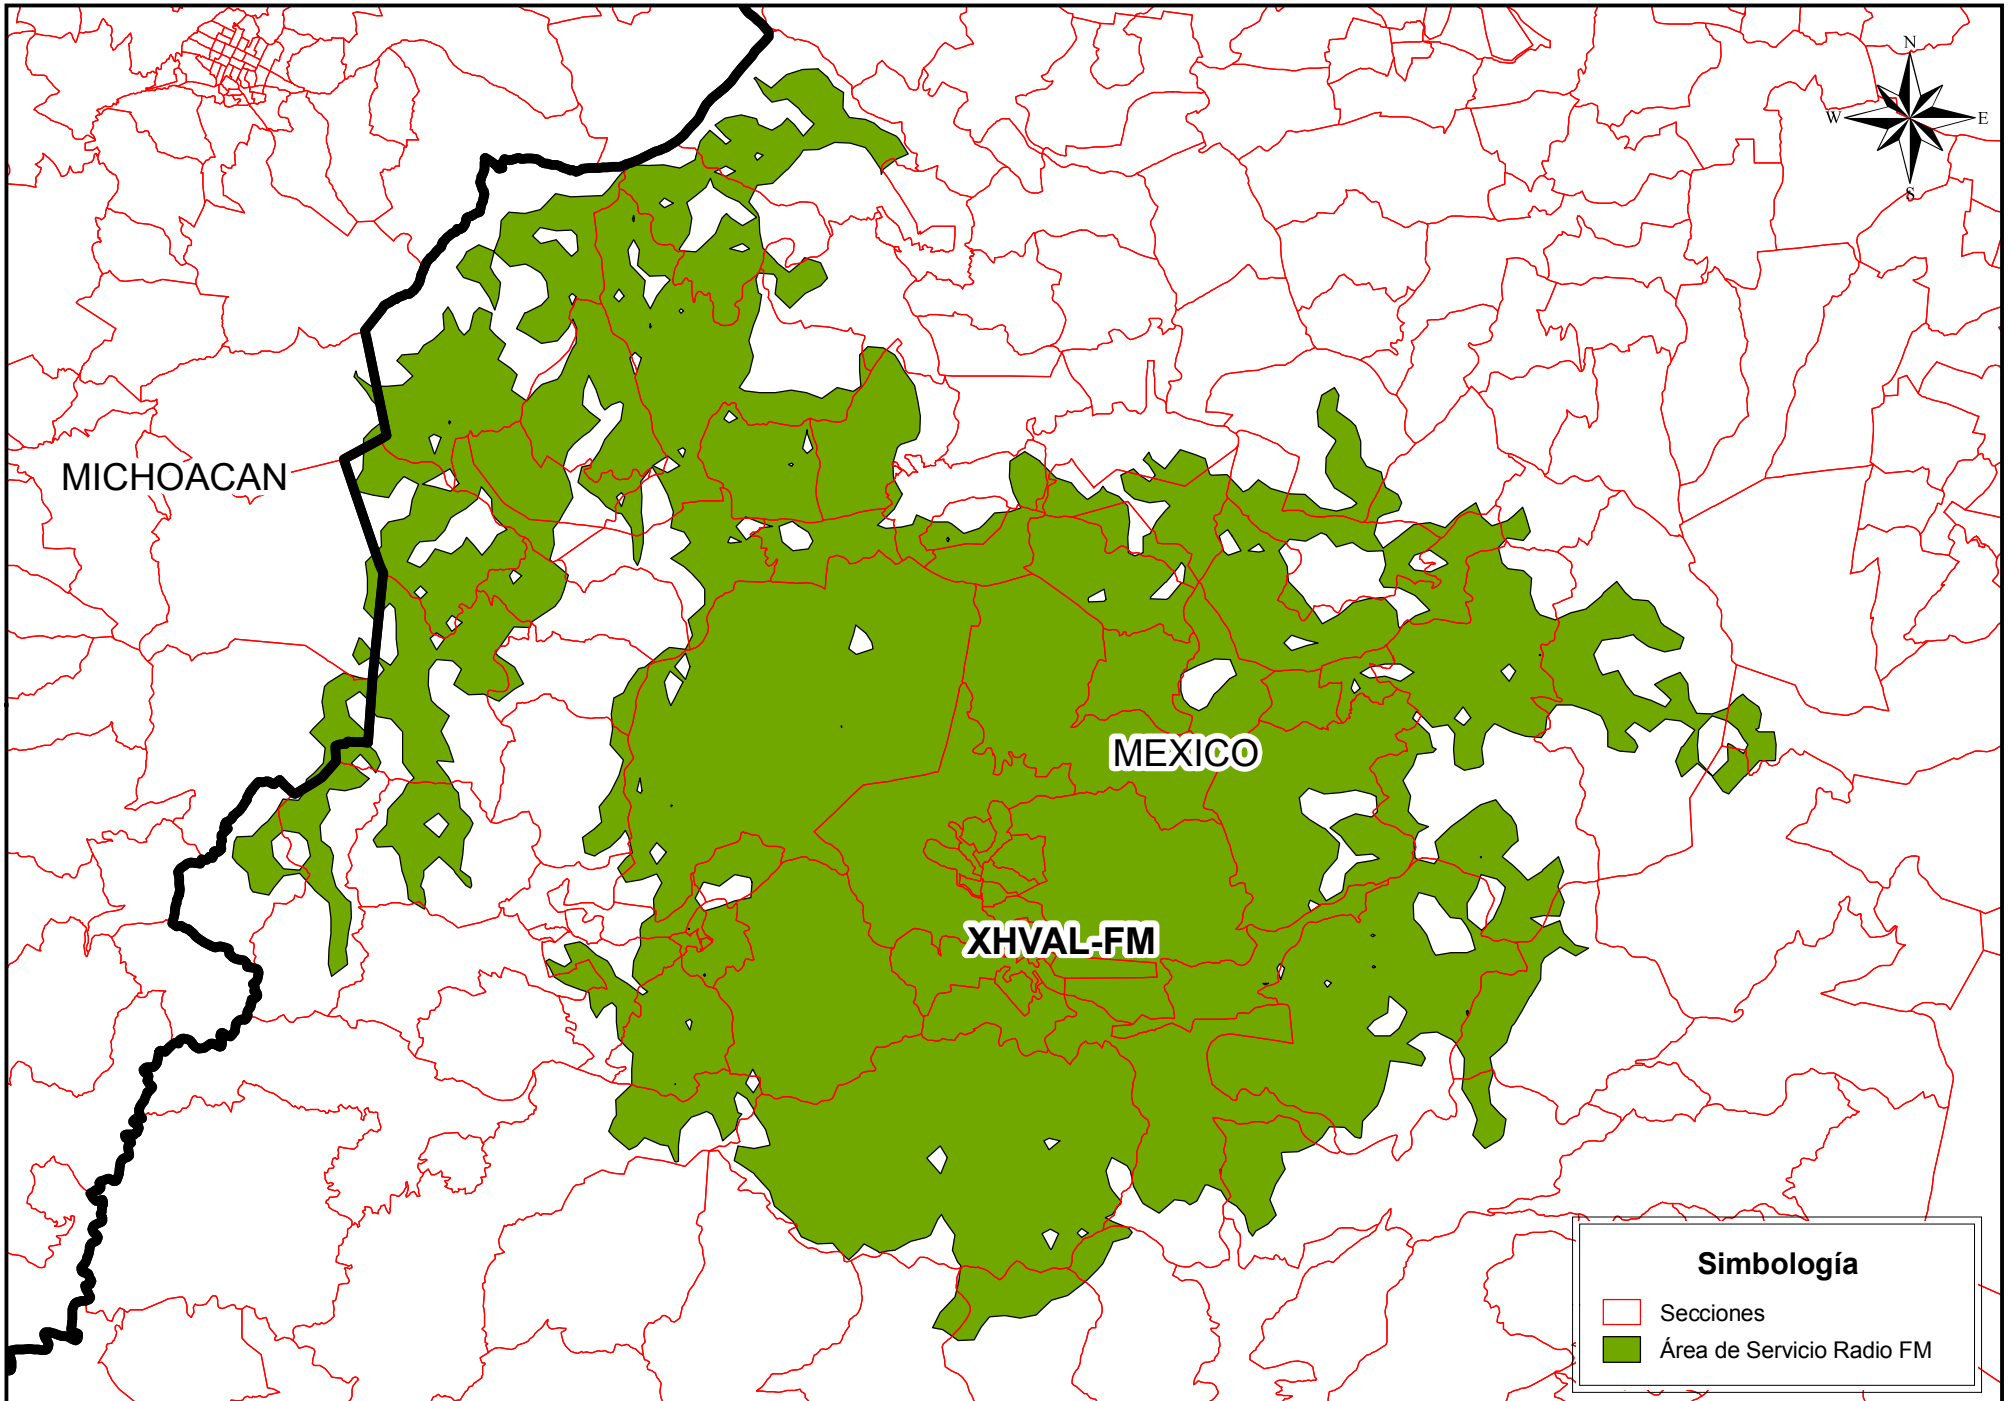 N
W E
S
MICHOACAN
MEXICO
XHVAL-FM
Simbología
Secciones
Área de Servicio Radio FM